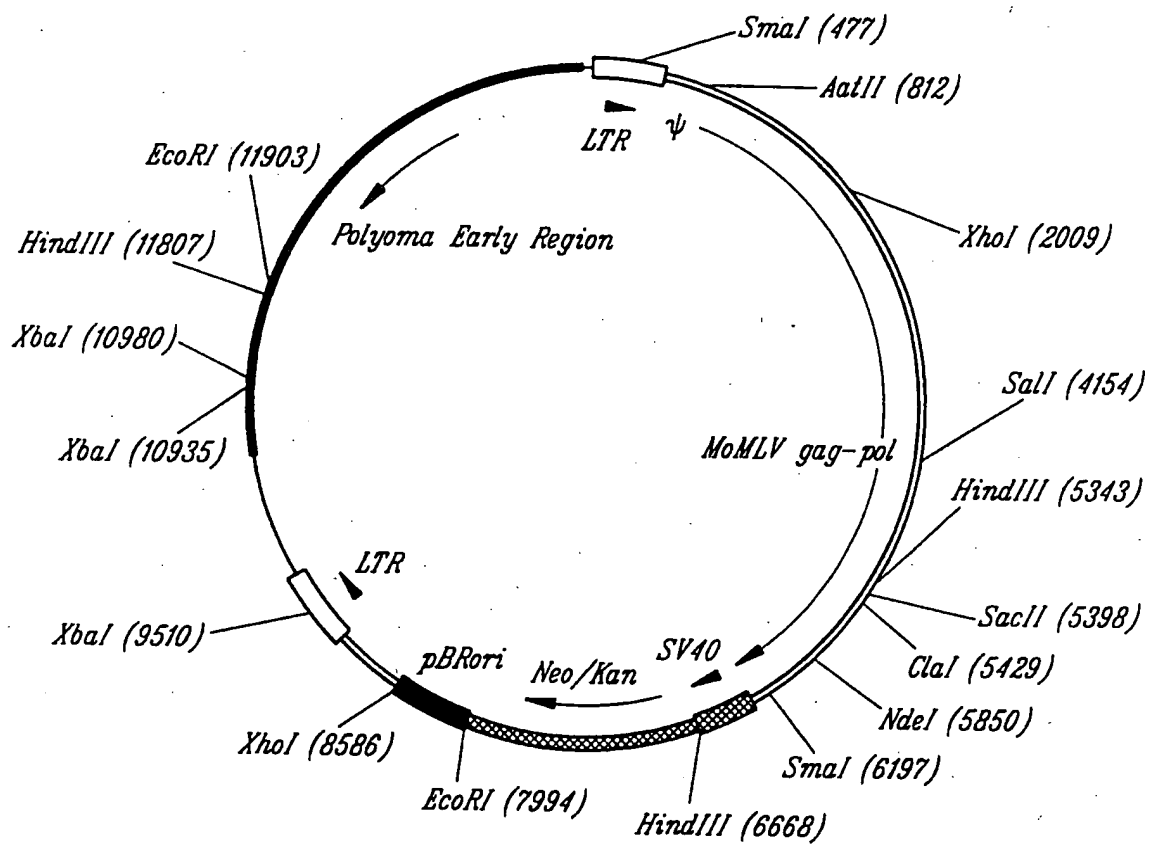 SmaI (477)
AatII (812)
LTR
ψ
EcoRI (11903)
Polyoma Early Region
HindIII (11807)
XhoI (2009)
XbaI (10980)
SalI (4154)
XbaI (10935)
MoMLV gag-pol
HindIII (5343)
LTR
SacII (5398)
XbaI (9510)
ClaI (5429)
pBRori
Neo/Kan
SV40
NdeI (5850)
XhoI (8586)
SmaI (6197)
EcoRI (7994)
HindIII (6668)